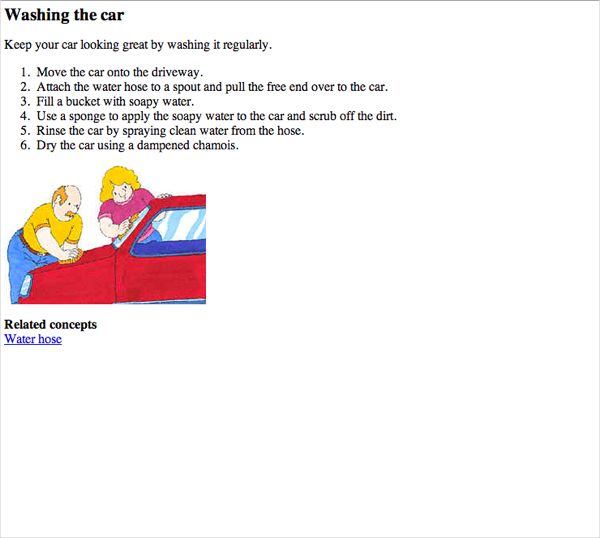 Washing the car
Keep your car looking great by washing it regularly.
1. Move the car onto the driveway.
2. Attach the water hose to a spout and pull the free end over to the car.
3. Fill a bucket with soapy water.
4. Use a sponge to apply the soapy water to the car and scrub off the dirt.
5. Rinse the car by spraying clean water from the hose.
6. Dry the car using a dampened chamois.
Related concepts
Water hose